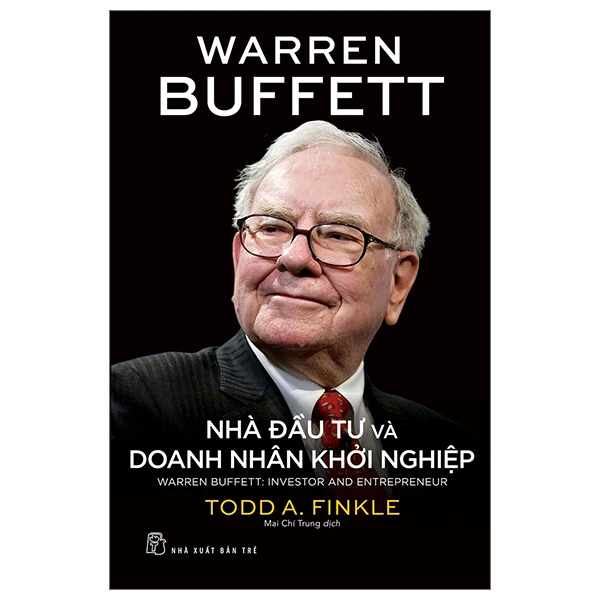 WARREN
BUFFETT
NHÀ ĐẦU TƯ VÀ
DOANH NHÂN KHỞI NGHIỆP
WARREN BUFFETT: INVESTOR AND ENTREPRENEUR
TODD A. FINKLE
Mai Chí Trung dịch
NHÀ XUẤT BẢN TRẺ